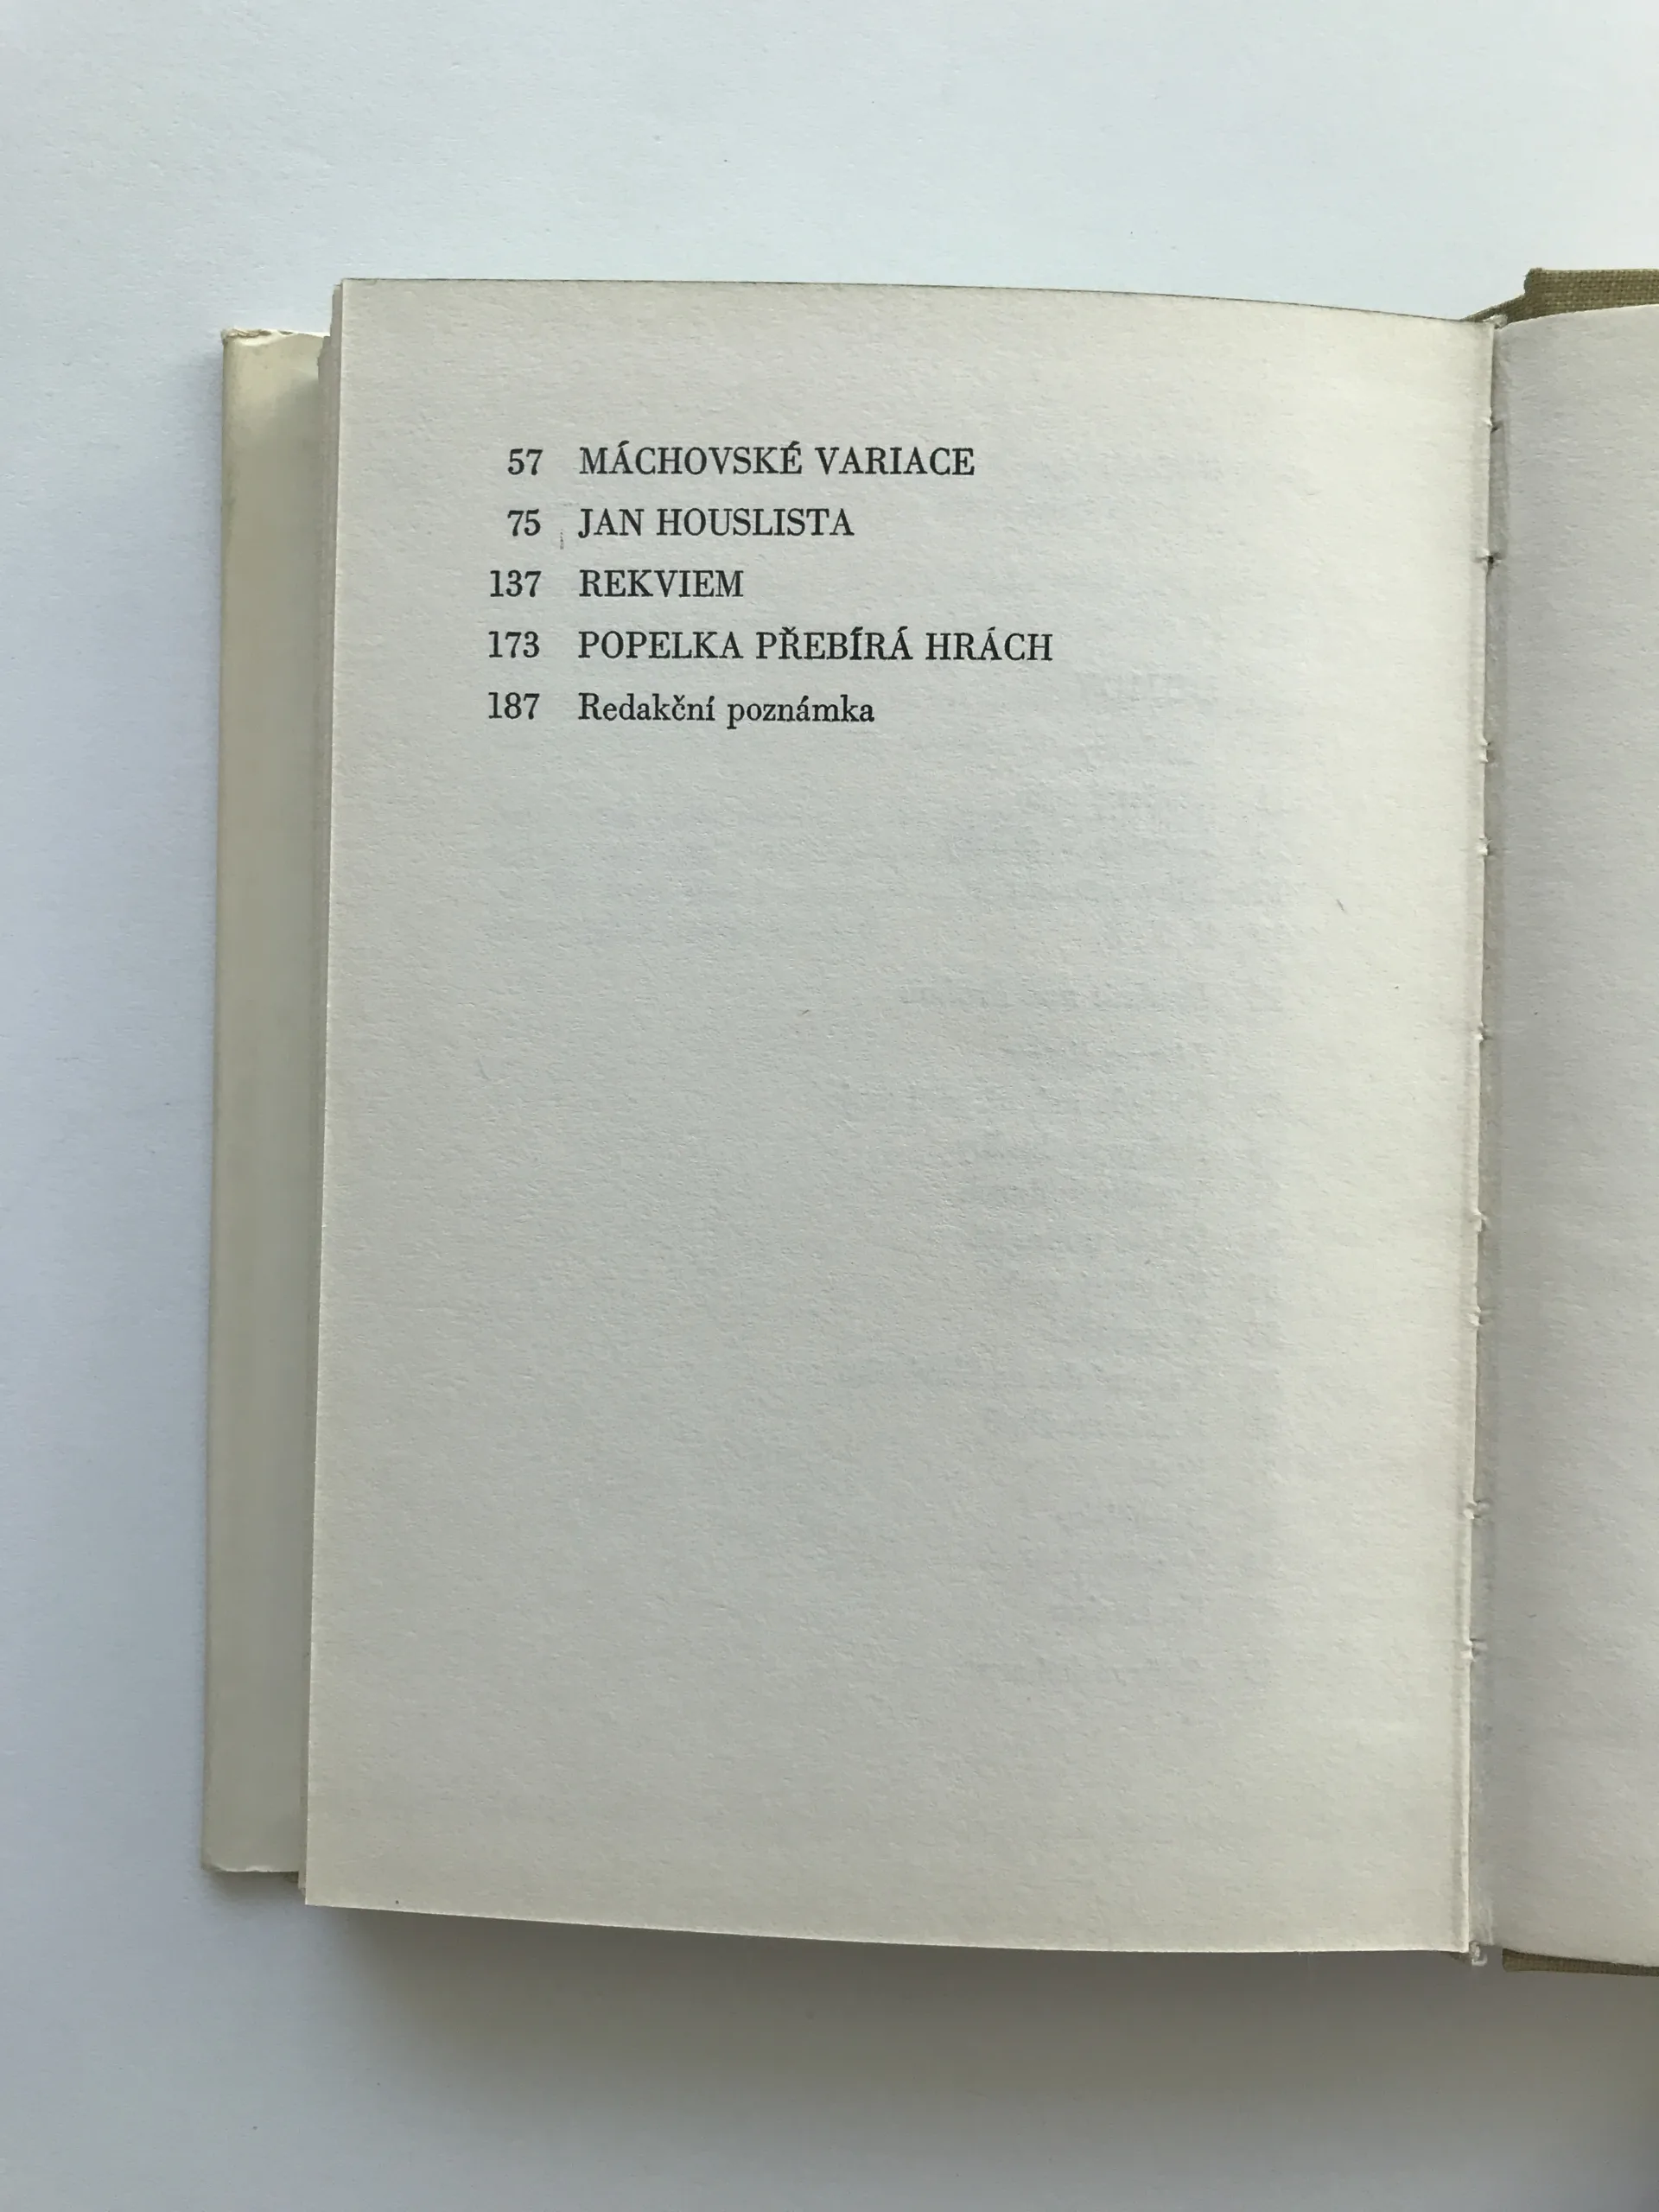 57 MÁCHOVSKÉ VARIACE
75 JAN HOUSLISTA
137 REKVIEM
173 POPELKA PŘEBÍRÁ HRÁCH
187 Redakční poznámka